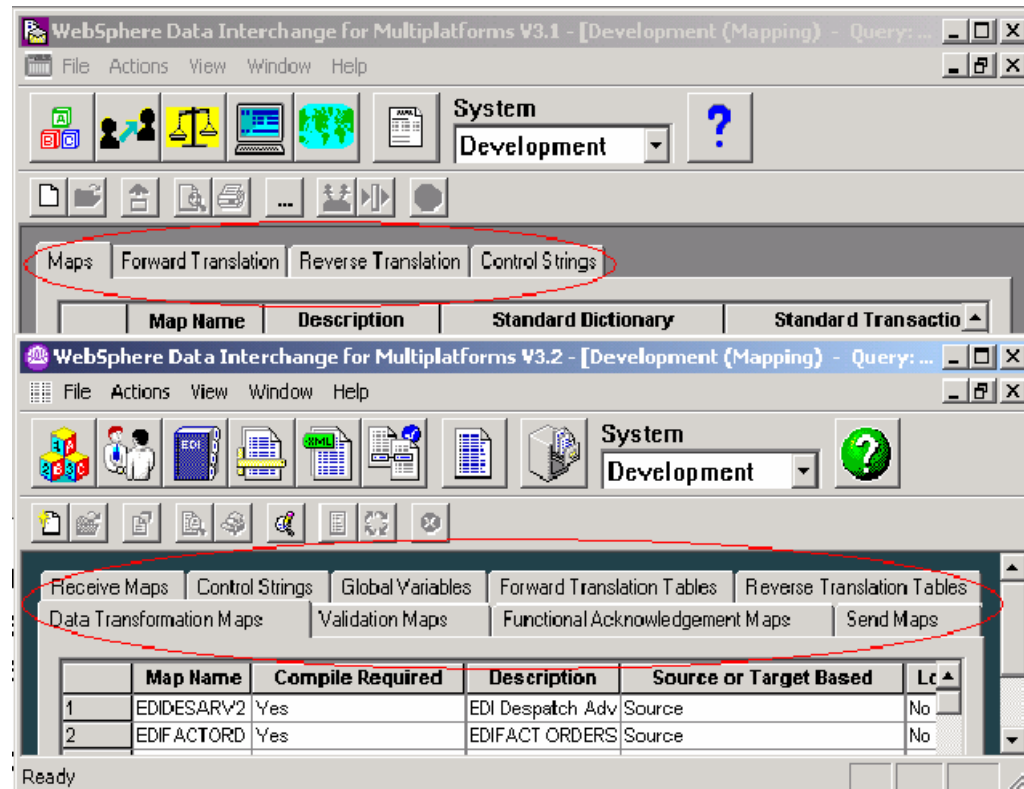 WebSphere Data Interchange for Multiplatforms V3.1 - [Development (Mapping) - Query: ...
File Actions View Window Help
System
Development
...
Maps Forward Translation Reverse Translation Control Strings
Map Name Description Standard Dictionary Standard Transactio
WebSphere Data Interchange for Multiplatforms V3.2 - [Development (Mapping) - Query: ...
File Actions View Window Help
EDI XML
System
Development
Receive Maps Control Strings Global Variables Forward Translation Tables Reverse Translation Tables
Data Transformation Maps Validation Maps Functional Acknowledgement Maps Send Maps
Map Name Compile Required Description Source or Target Based
1 EDIDESARV2 Yes EDI Despatch Adv Source No
2 EDIFACTORD Yes EDIFACT ORDERS Source No
Ready